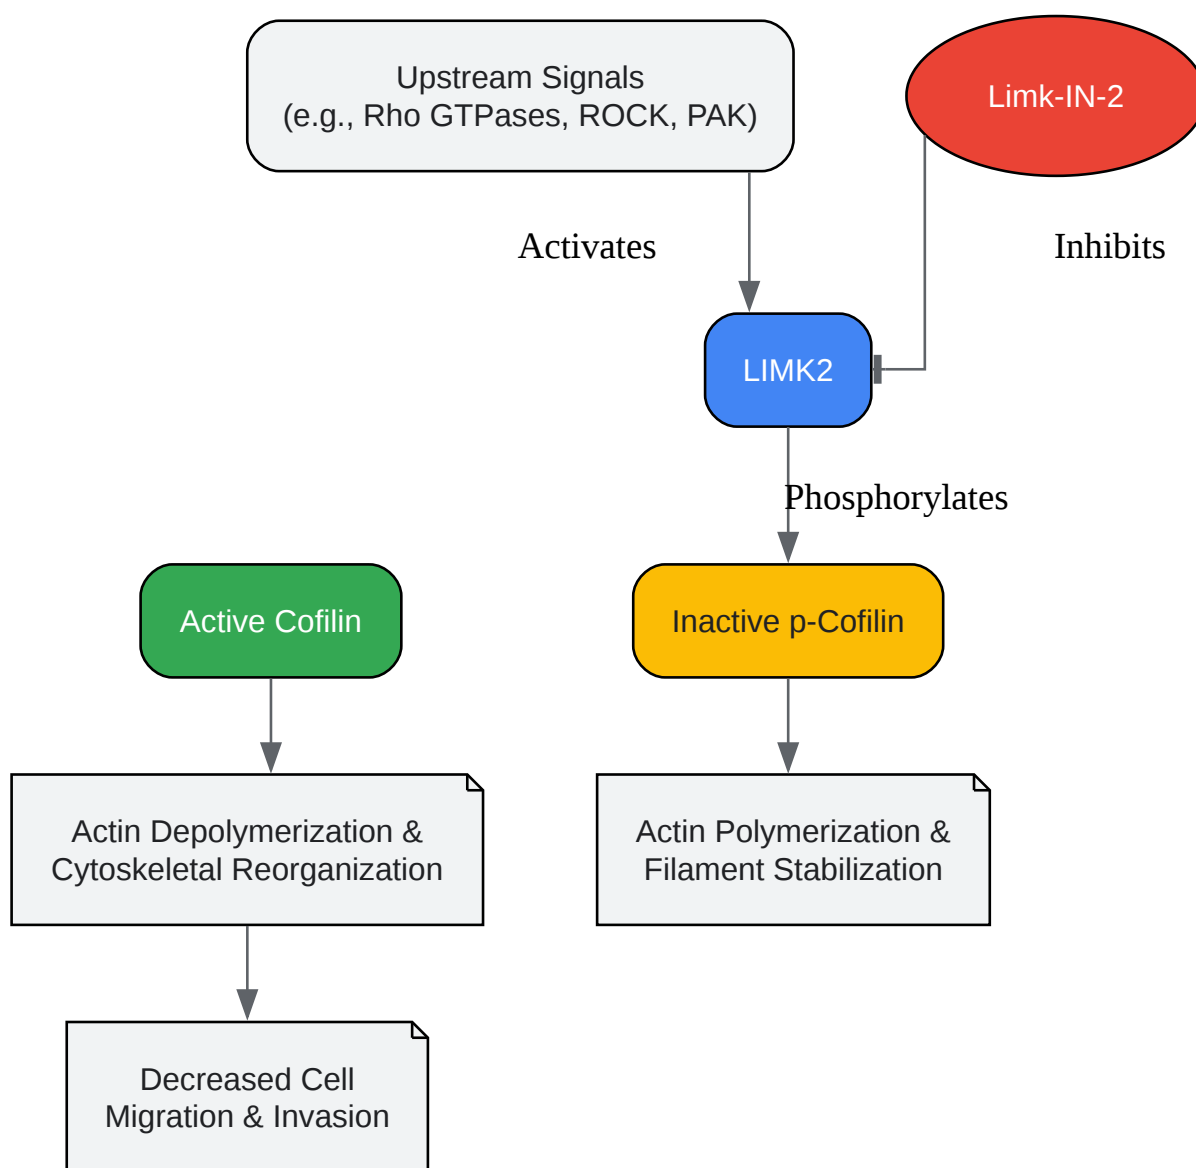 Upstream Signals
(e.g., Rho GTPases, ROCK, PAK)
Limk-IN-2
Activates
Inhibits
LIMK2
Phosphorylates
Active Cofilin
Inactive p-Cofilin
Actin Depolymerization &
Cytoskeletal Reorganization
Actin Polymerization &
Filament Stabilization
Decreased Cell
Migration & Invasion